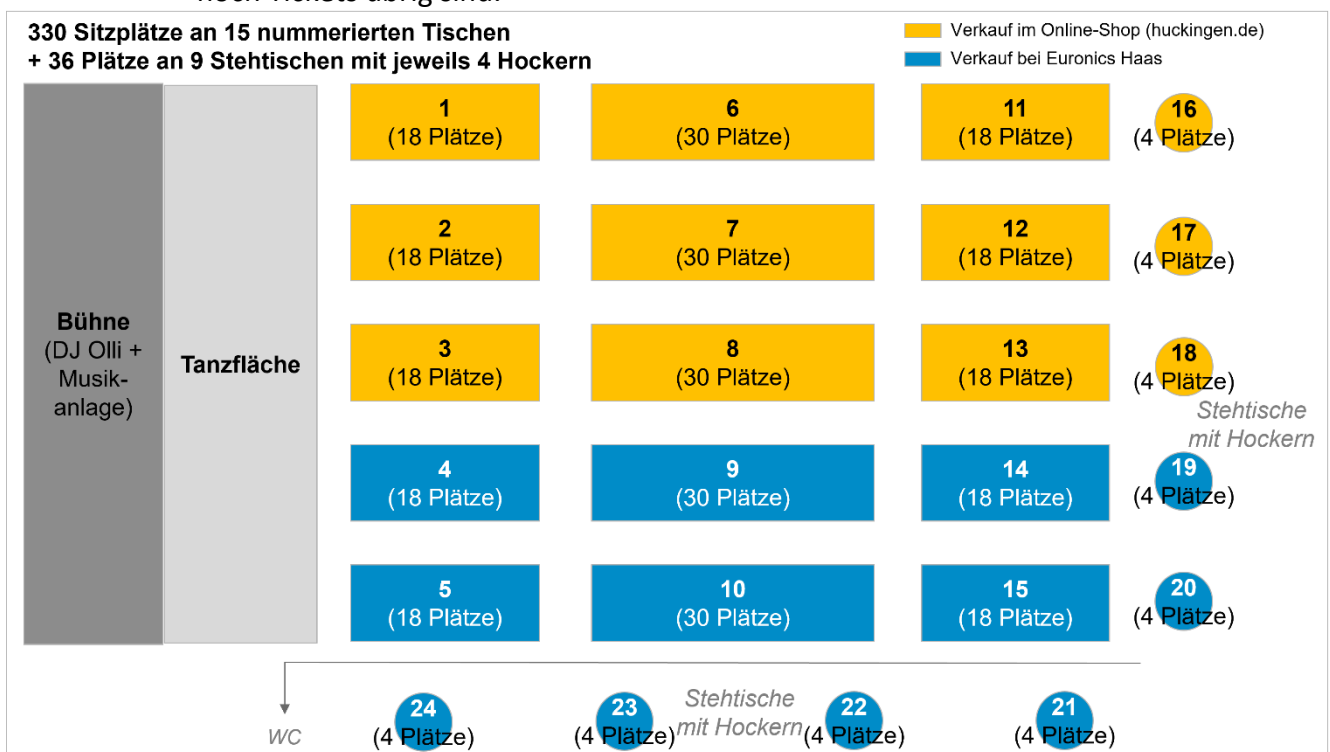 noch Tickets übrig sind.
330 Sitzplätze an 15 nummerierten Tischen
+ 36 Plätze an 9 Stehtischen mit jeweils 4 Hockern
Verkauf im Online-Shop (huckingen.de)
Verkauf bei Euronics Haas
Bühne
(DJ Olli +
Musik-
anlage)
Tanzfläche
1
(18 Plätze)
6
(30 Plätze)
11
(18 Plätze)
16
(4 Plätze)
2
(18 Plätze)
7
(30 Plätze)
12
(18 Plätze)
17
(4 Plätze)
3
(18 Plätze)
8
(30 Plätze)
13
(18 Plätze)
18
(4 Plätze)
Stehtische
mit Hockern
4
(18 Plätze)
9
(30 Plätze)
14
(18 Plätze)
19
(4 Plätze)
5
(18 Plätze)
10
(30 Plätze)
15
(18 Plätze)
20
(4 Plätze)
WC
24
(4 Plätze)
23
(4 Plätze)
Stehtische
mit Hockern
22
(4 Plätze)
21
(4 Plätze)